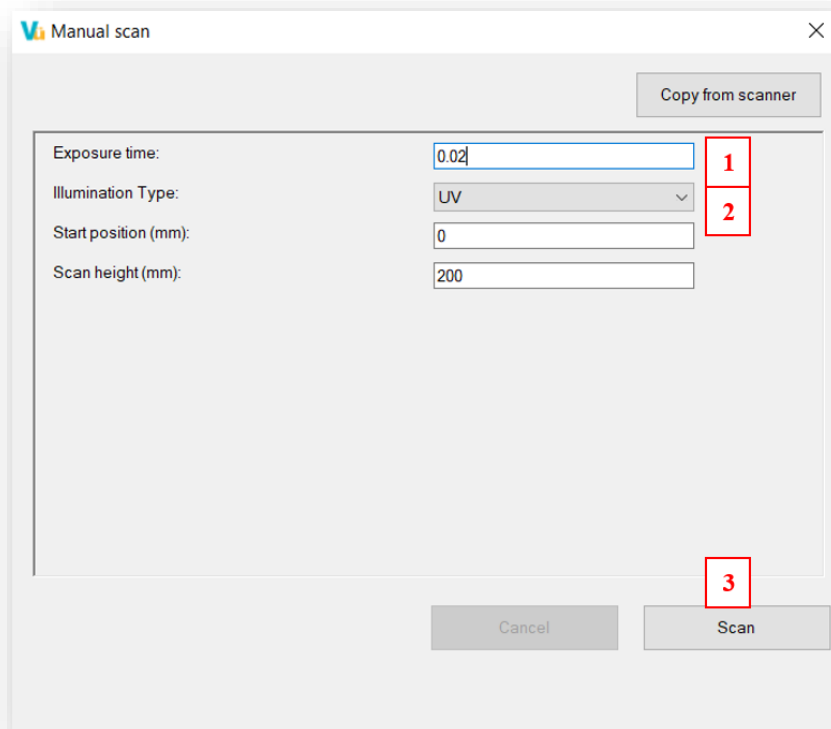 Manual scan
Copy from scanner
Exposure time: 0.02 1
Illumination Type: UV 2
Start position (mm): 0
Scan height (mm): 200
3
Cancel Scan